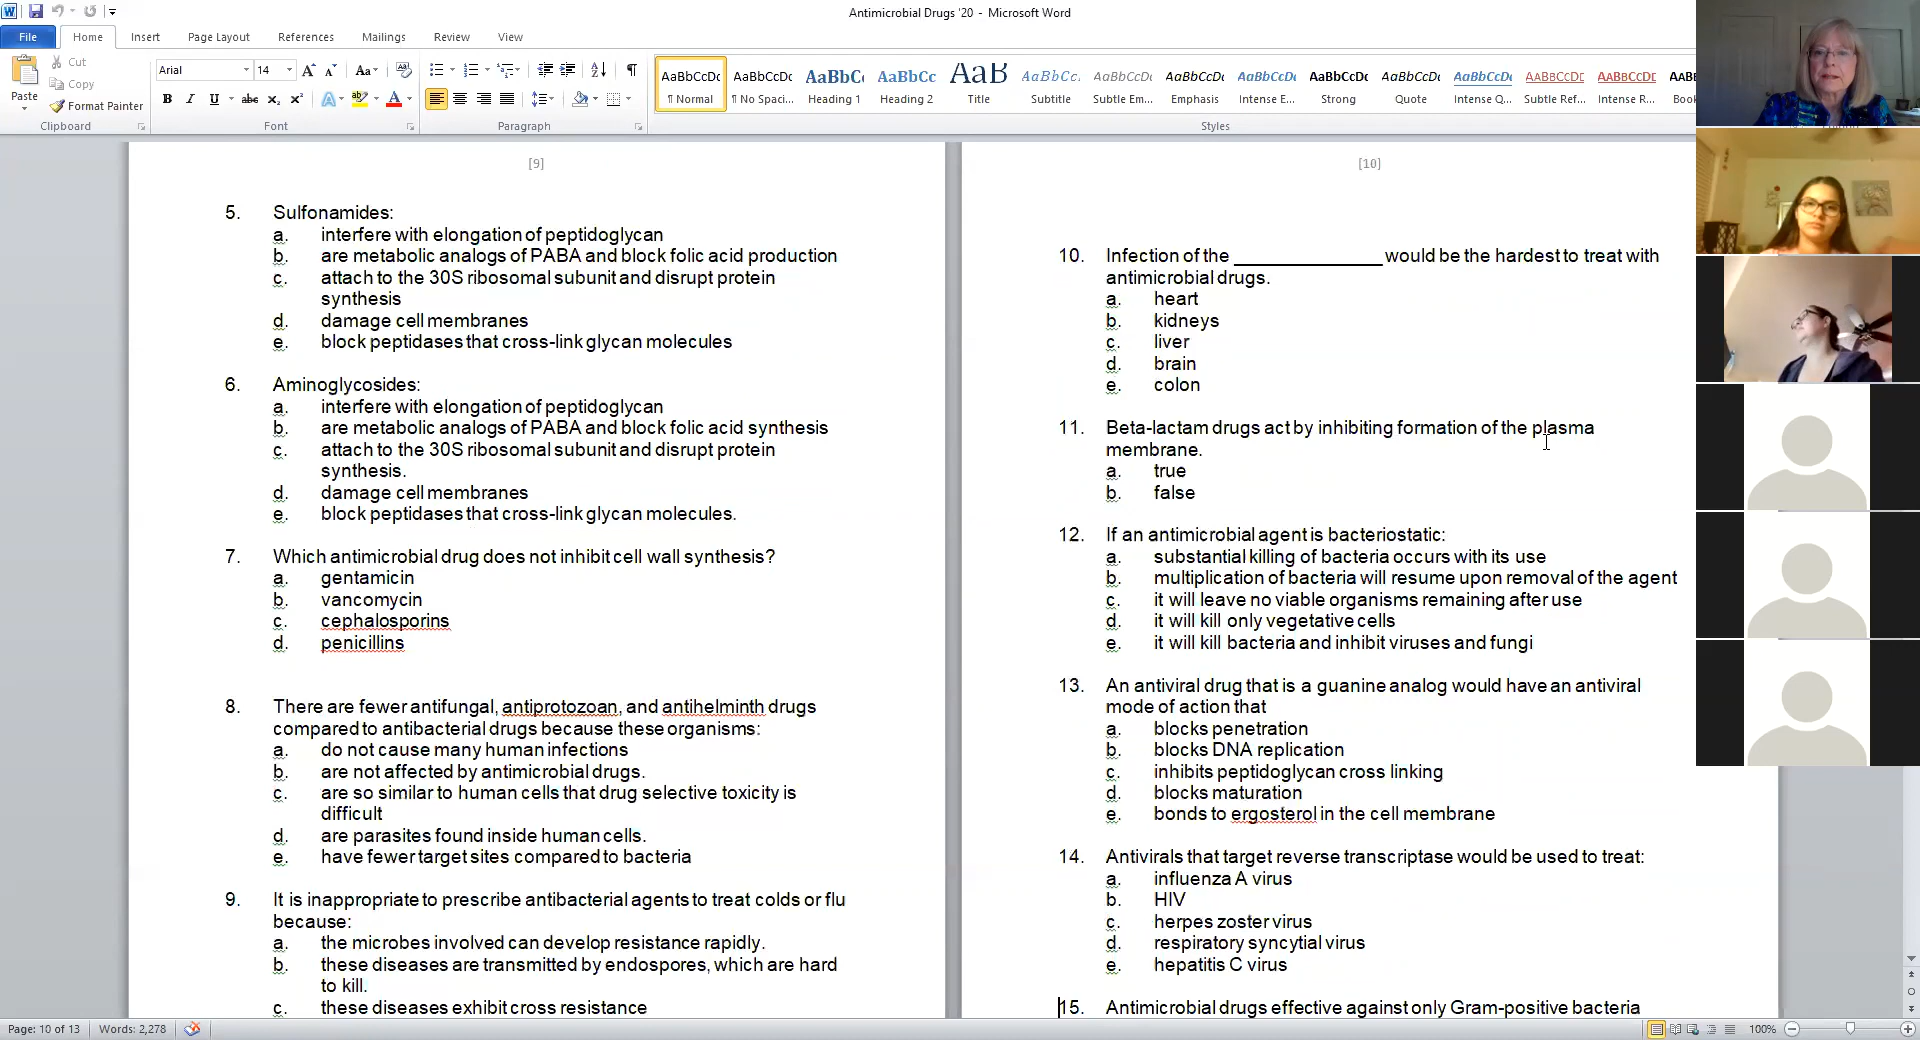 Antimicrobial Drugs '20 - Microsoft Word
File Home Insert Page Layout References Mailings Review View
Paste
Cut
Copy
Format Painter
Clipboard
Arial 14
Font
Paragraph
AaBbCcDc AaBbCcDc AaBbCc AaBbCc AaB AaBbCc. AaBbCcDc AaBbCcDc AaBbCcDc AaBbCcDc AaBbCcDc AaBbCcDc AABBCCDC AABBCCDC AABB
¶ Normal ¶ No Spaci... Heading 1 Heading 2 Title Subtitle Subtle Em... Emphasis Intense E... Strong Quote Intense Q... Subtle Ref... Intense R... Book
Styles
[9]
5. Sulfonamides:
a. interfere with elongation of peptidoglycan
b. are metabolic analogs of PABA and block folic acid production
c. attach to the 30S ribosomal subunit and disrupt protein
synthesis
d. damage cell membranes
e. block peptidases that cross-link glycan molecules
6. Aminoglycosides:
a. interfere with elongation of peptidoglycan
b. are metabolic analogs of PABA and block folic acid synthesis
c. attach to the 30S ribosomal subunit and disrupt protein
synthesis.
d. damage cell membranes
e. block peptidases that cross-link glycan molecules.
7. Which antimicrobial drug does not inhibit cell wall synthesis?
a. gentamicin
b. vancomycin
c. cephalosporins
d. penicillins
8. There are fewer antifungal, antiprotozoan, and antihelminth drugs
compared to antibacterial drugs because these organisms:
a. do not cause many human infections
b. are not affected by antimicrobial drugs.
c. are so similar to human cells that drug selective toxicity is
difficult
d. are parasites found inside human cells.
e. have fewer target sites compared to bacteria
9. It is inappropriate to prescribe antibacterial agents to treat colds or flu
because:
a. the microbes involved can develop resistance rapidly.
b. these diseases are transmitted by endospores, which are hard
to kill.
c. these diseases exhibit cross resistance
[10]
10. Infection of the ______________ would be the hardest to treat with
antimicrobial drugs.
a. heart
b. kidneys
c. liver
d. brain
e. colon
11. Beta-lactam drugs act by inhibiting formation of the plasma
membrane.
a. true
b. false
12. If an antimicrobial agent is bacteriostatic:
a. substantial killing of bacteria occurs with its use
b. multiplication of bacteria will resume upon removal of the agent
c. it will leave no viable organisms remaining after use
d. it will kill only vegetative cells
e. it will kill bacteria and inhibit viruses and fungi
13. An antiviral drug that is a guanine analog would have an antiviral
mode of action that
a. blocks penetration
b. blocks DNA replication
c. inhibits peptidoglycan cross linking
d. blocks maturation
e. bonds to ergosterol in the cell membrane
14. Antivirals that target reverse transcriptase would be used to treat:
a. influenza A virus
b. HIV
c. herpes zoster virus
d. respiratory syncytial virus
e. hepatitis C virus
15. Antimicrobial drugs effective against only Gram-positive bacteria
Page: 10 of 13 Words: 2,278
100%